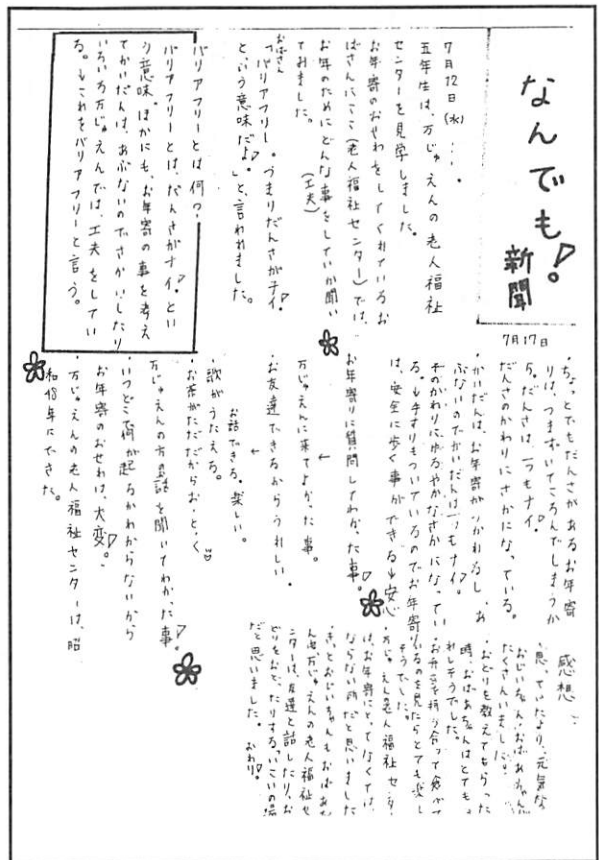 なんでも!
新聞
7月17日
7月12日(水)...。
五年生は、万じゅえんの老人福祉
センターを見学しました。
お年寄のおせわをしてくれているお
ばさんにここ(老人福祉センター)では、
お年のためにどんな事をしているか聞い
(工夫)
てみました。
おばさん
「バリアフリー。つまりだんさがナイ!
という意味だよ!。」と、言われました。
バリアフリーとは何?
バリアフリーとは、だんさがナイ!とい
う意味。ほかにも、お年寄の事を考え
てかいだんは、あぶないのでさかいしたり
いろいろ万じゅえんでは、工夫をしてい
る。↓これをバリアフリーと言う。
・ちょっとでもだんさがあるお年寄
りは、つまずいてころんでしまうか
ら。だんさは、一つもナイ!
だんさのかわりにさかになっている。
・かいだんは、お年寄がつかれるし、あ
ぶないのでかいだんは一つもナイ!。
そのかわりにゆるやかなさかになってい
る。↓手すりもついているのでお年寄り
は、安全に歩く事ができる↓安心
お年寄りに質問してわかった事。
万じゅえんに来てよかった事。
↓
・お友達できるからうれしい。
お話できる。楽しい。
↓
・歌がうたえる。
・お茶がただだからお・と・く
万じゅえんの方の話を聞いてわかった事!
・いつどこで何が起るかわからないから
お年寄のおせわは、大変!。
・万じゅえんの老人福祉センターは、昭
和48年にできた。
感想
・思っていたより、元気な
おじいちゃん・おばあちゃんが
たくさんいました。
・おどりを教えてもらった
時、おばあちゃんはとても
れしそうでした。
・お弁当を持ち合って食べて
いるのを見たらとても楽し
そうでした。
・万じゅえんの老人福祉センター
は、お年寄にとってなくては、
ならない所だと思いました
きっとおじいちゃんもおばあち
んも万じゅえんの老人福祉セ
ンターは、友達と話したり、お
どりをおどったりする、いこいの場
だと思いました。おわり!。